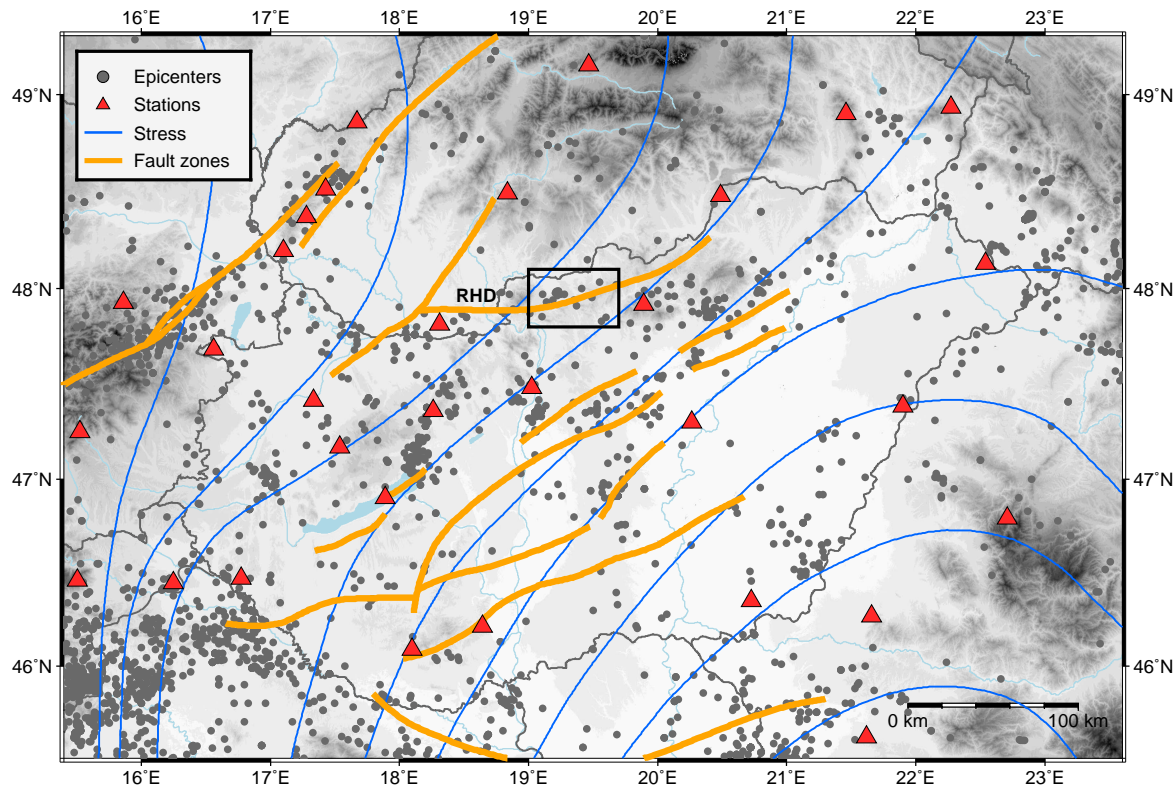 16˚E 17˚E 18˚E 19˚E 20˚E 21˚E 22˚E 23˚E
Epicenters
Stations
Stress
Fault zones
49˚N 49˚N
48˚N 48˚N
RHD
47˚N 47˚N
46˚N 46˚N
0 km 100 km
16˚E 17˚E 18˚E 19˚E 20˚E 21˚E 22˚E 23˚E